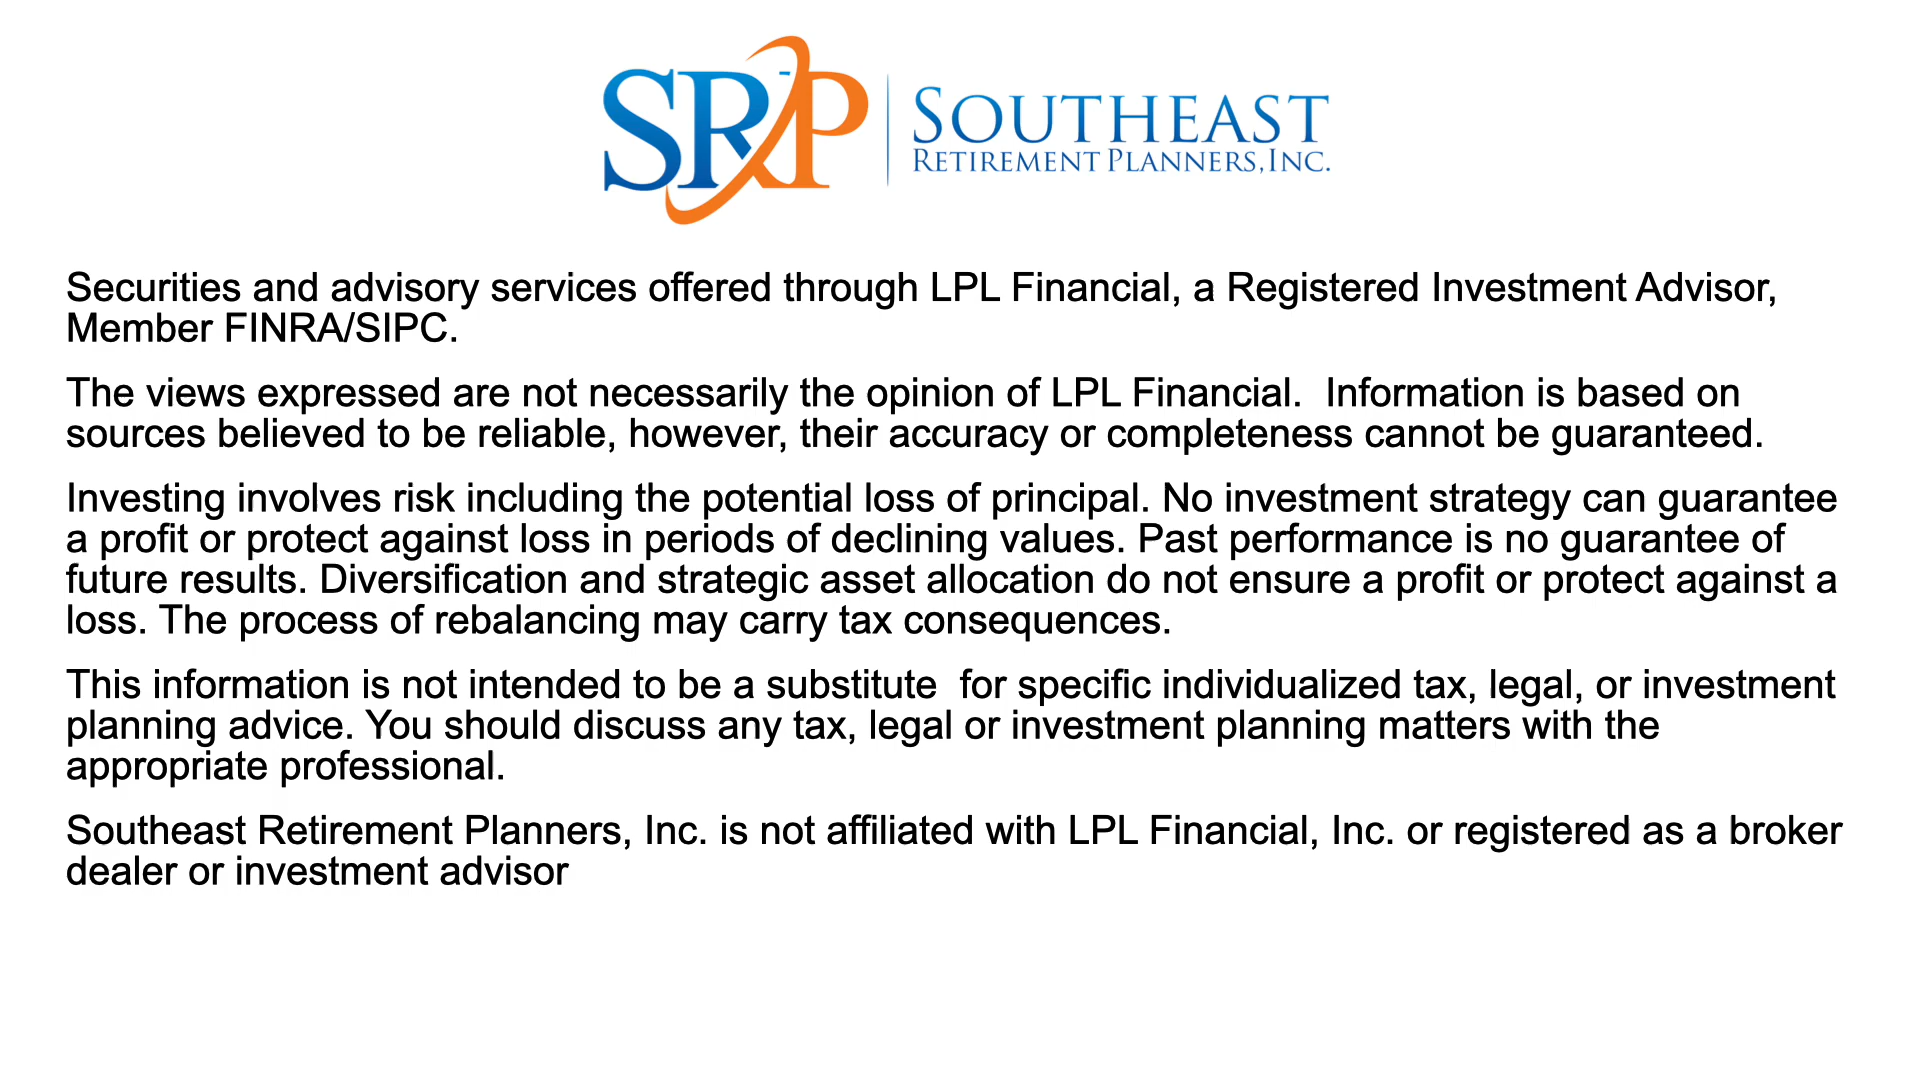 SRP SOUTHEAST
RETIREMENT PLANNERS, INC.
Securities and advisory services offered through LPL Financial, a Registered Investment Advisor,
Member FINRA/SIPC.
The views expressed are not necessarily the opinion of LPL Financial.  Information is based on
sources believed to be reliable, however, their accuracy or completeness cannot be guaranteed.
Investing involves risk including the potential loss of principal. No investment strategy can guarantee
a profit or protect against loss in periods of declining values. Past performance is no guarantee of
future results. Diversification and strategic asset allocation do not ensure a profit or protect against a
loss. The process of rebalancing may carry tax consequences.
This information is not intended to be a substitute  for specific individualized tax, legal, or investment
planning advice. You should discuss any tax, legal or investment planning matters with the
appropriate professional.
Southeast Retirement Planners, Inc. is not affiliated with LPL Financial, Inc. or registered as a broker
dealer or investment advisor